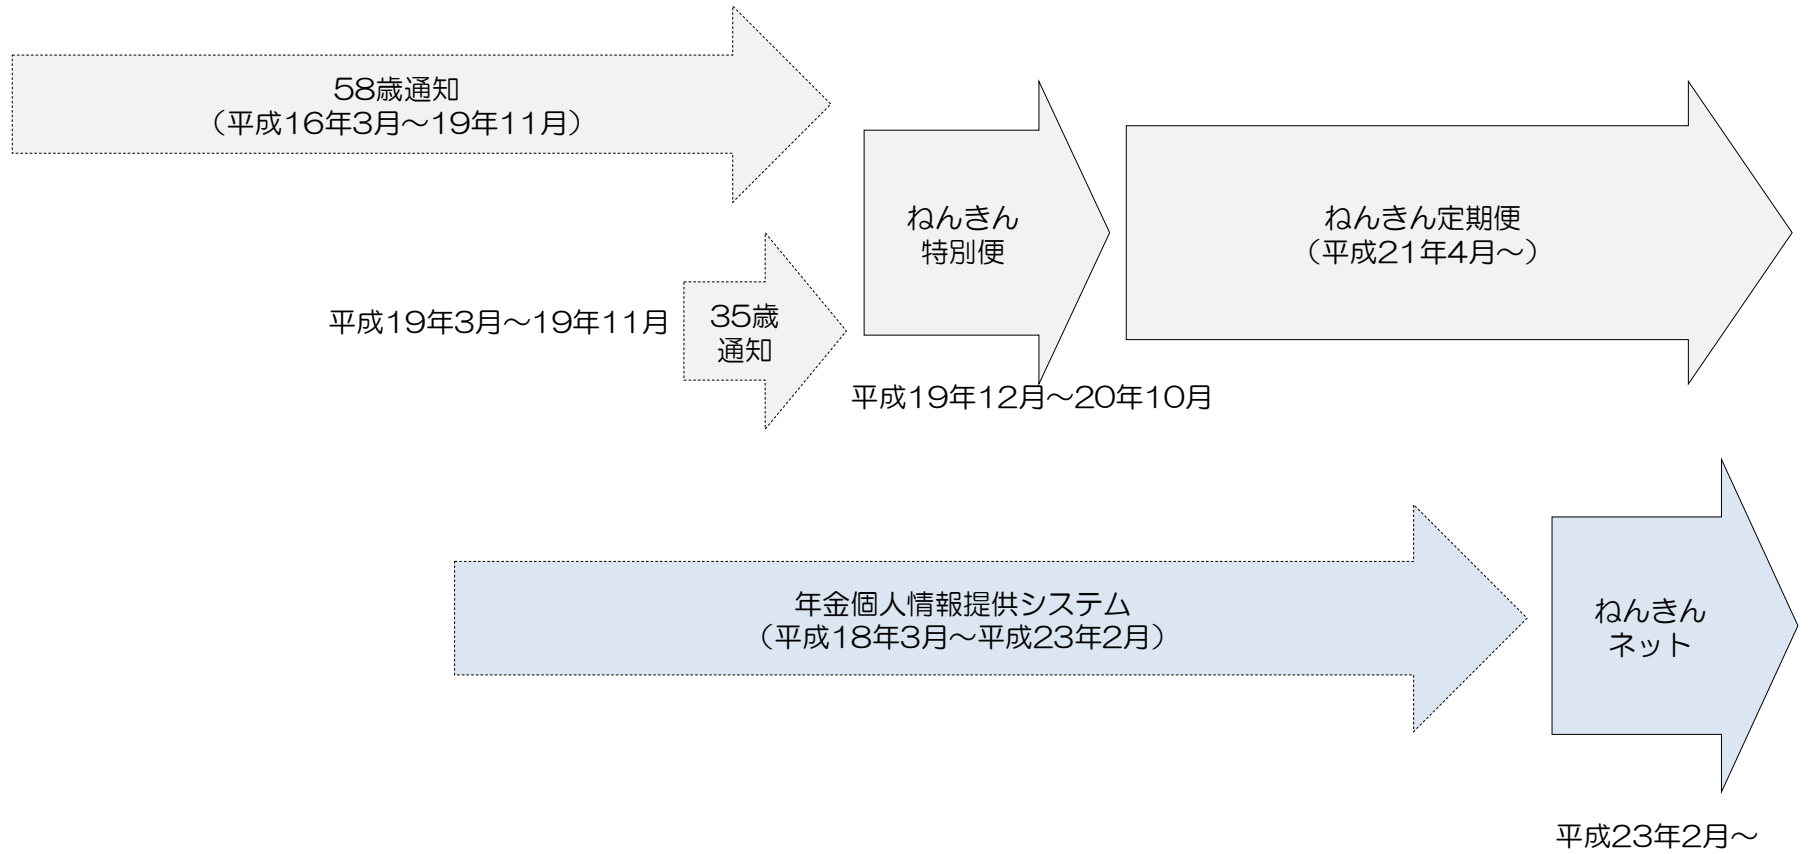 58歳通知
（平成16年3月～19年11月）
ねんきん
特別便
ねんきん定期便
（平成21年4月～）
平成19年3月～19年11月
35歳
通知
平成19年12月～20年10月
年金個人情報提供システム
（平成18年3月～平成23年2月）
ねんきん
ネット
平成23年2月～